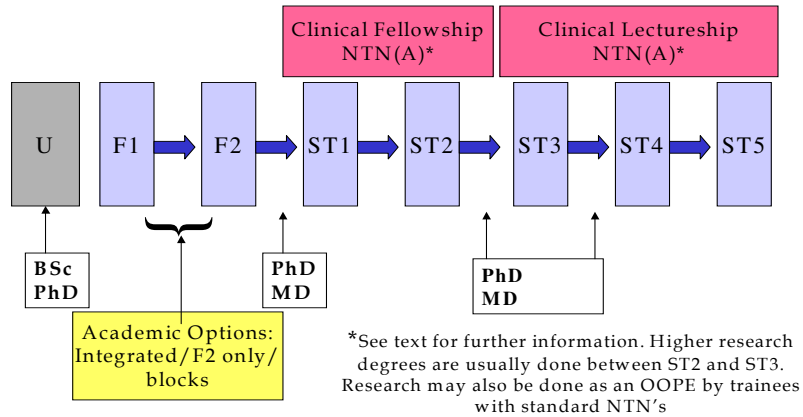 Clinical Fellowship
NTN(A)*
Clinical Lectureship
NTN(A)*
U
F1
F2
ST1
ST2
ST3
ST4
ST5
BSc
PhD
PhD
MD
PhD
MD
Academic Options:
Integrated/F2 only/
blocks
*See text for further information. Higher research
degrees are usually done between ST2 and ST3.
Research may also be done as an OOPE by trainees
with standard NTN's